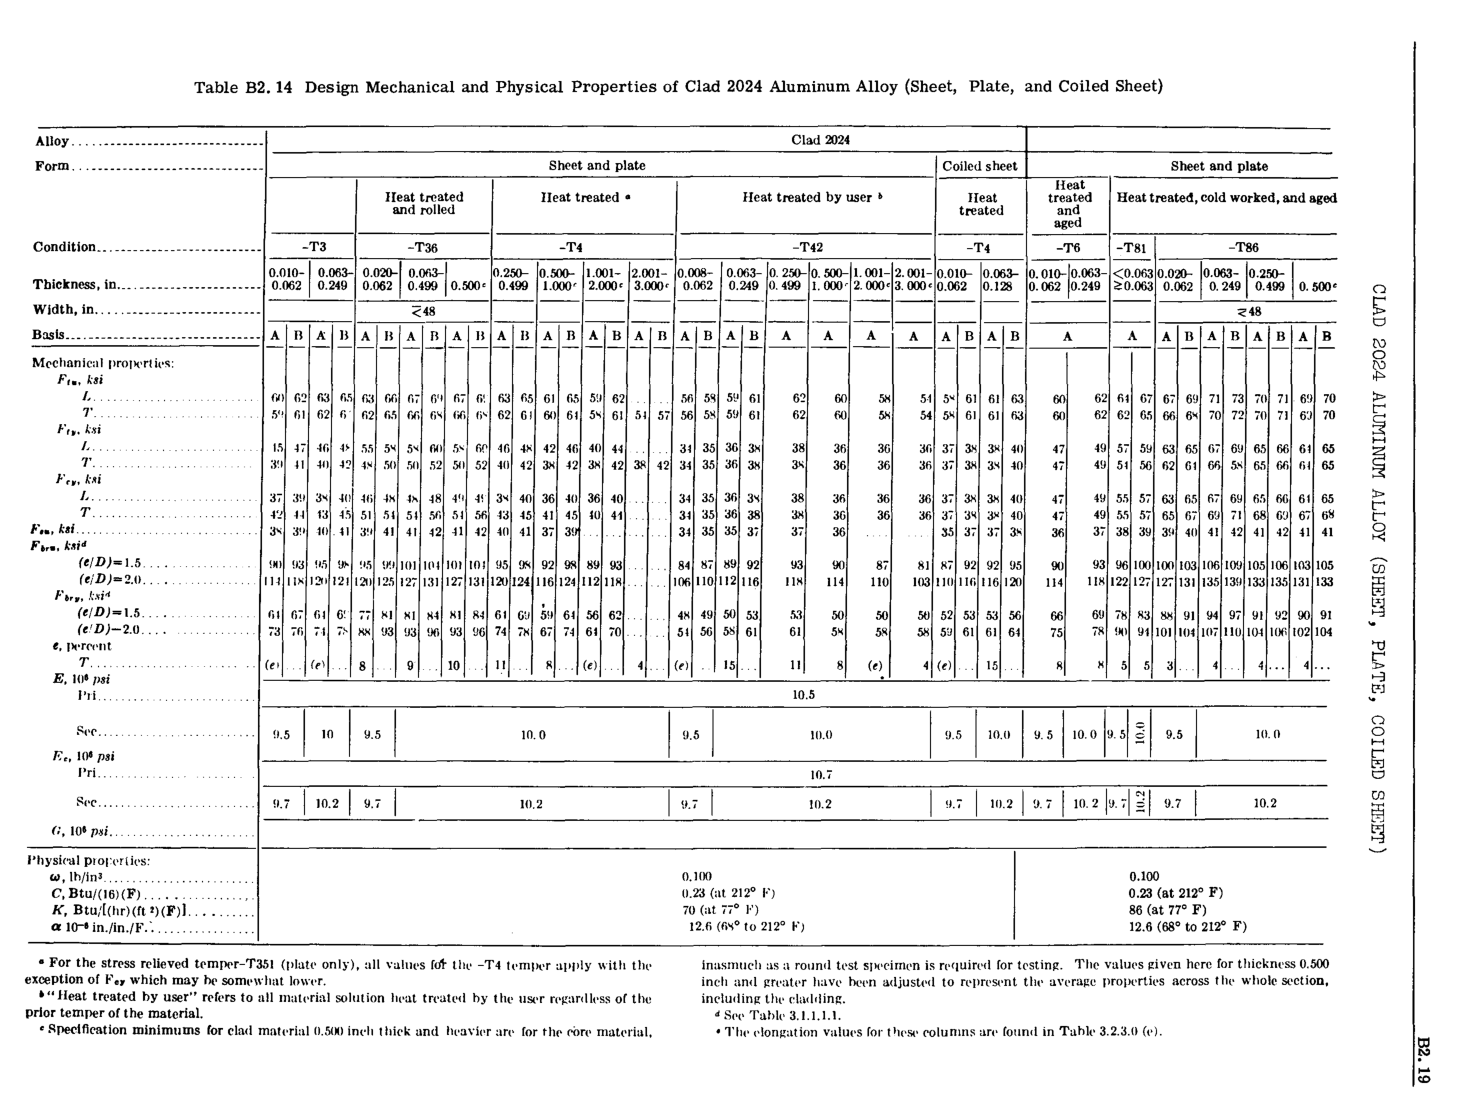 Table B2.14 Design Mechanical and Physical Properties of Clad 2024 Aluminum Alloy (Sheet, Plate, and Coiled Sheet)
Alloy Clad 2024
Form Sheet and plate Coiled sheet Sheet and plate
Heat treated and rolled Heat treated a Heat treated by user b Heat treated Heat treated and aged Heat treated, cold worked, and aged
Condition -T3 -T36 -T4 -T42 -T4 -T6 -T81 -T86
Thickness, in. 0.010-0.062 0.063-0.249 0.020-0.062 0.063-0.499 0.500c 0.250-0.499 0.500-1.000c 1.001-2.000c 2.001-3.000c 0.008-0.062 0.063-0.249 0.250-0.499 0.500-1.000c 1.001-2.000c 2.001-3.000c 0.010-0.062 0.063-0.128 0.010-0.062 0.063-0.249 <0.063 ≥0.063 0.020-0.062 0.063-0.249 0.250-0.499 0.500c
Width, in. ≤48 ≤48
Basis A B A B A B A B A B A B A B A B A B A B A B A A A A A B A B A A A B A B A B A B
Mechanical properties:
Ftu, ksi
L 60 62 63 65 63 66 67 67 63 65 61 65 59 62 ... ... 56 58 59 61 62 60 58 54 58 61 61 63 60 62 64 67 67 69 71 73 70 71 69 70
T 59 61 62 62 65 66 68 66 68 62 64 60 64 58 61 54 57 56 58 59 61 62 60 58 54 58 61 61 63 60 62 62 65 66 68 70 72 70 71 69 70
Fty, ksi
L 47 46 48 55 58 58 60 58 60 46 48 42 46 40 44 ... ... 34 35 36 38 38 36 36 36 37 38 38 40 47 49 57 59 63 65 67 69 65 66 64 65
T 39 41 40 42 48 50 50 52 50 52 40 42 38 42 38 42 38 42 34 35 36 38 38 36 36 36 37 38 38 40 47 49 54 56 62 64 66 58 65 66 64 65
Fcy, ksi
L 37 39 38 40 46 48 48 48 49 38 40 36 40 36 40 ... ... 34 35 36 38 38 36 36 36 37 38 38 40 47 49 55 57 63 65 67 69 65 66 64 65
T 42 44 43 45 51 54 54 56 54 56 43 45 41 45 40 44 ... ... 34 35 36 38 38 36 36 36 37 38 38 40 47 49 55 57 65 67 69 71 68 69 67 68
Fsu, ksi 38 39 40 41 39 41 41 42 41 42 40 41 37 39 ... 34 35 35 37 37 36 ... ... 35 37 37 38 36 37 38 39 39 40 41 42 41 42 41 41
Fbru, ksi d
(e/D)=1.5 90 93 95 98 95 99 101 104 101 104 95 98 92 98 89 93 ... ... 84 87 89 92 93 90 87 81 87 92 92 95 90 93 96 100 100 103 106 109 105 106 103 105
(e/D)=2.0 114 118 120 121 120 125 127 131 127 131 120 124 116 124 112 118 ... ... 106 110 112 116 118 114 110 103 110 116 116 120 114 118 122 127 127 131 135 139 133 135 131 133
Fbry, ksi d
(e/D)=1.5 64 67 64 77 81 81 84 81 84 64 69 59 64 56 62 ... ... 48 49 50 53 53 50 50 50 52 53 53 56 66 69 78 83 88 91 94 97 91 92 90 91
(e/D)=2.0 73 76 74 78 88 93 93 96 93 96 74 78 67 74 64 70 ... ... 54 56 58 61 61 58 58 58 59 61 61 64 75 78 90 94 101 104 107 110 104 106 102 104
e, percent
T (e) ... (e) ... 8 9 ... 10 11 ... 8 ... (e) ... 4 ... (e) ... 15 ... 11 8 (e) 4 (e) ... 15 ... 8 8 5 5 3 ... 4 ... 4 ... 4 ...
E, 10⁶ psi
Pri. 10.5
Sec. 9.5 10 9.5 10.0 9.5 10.0 9.5 10.0 9.5 10.0 9.5 10.0 9.5 10.0
Ec, 10⁶ psi
Pri. 10.7
Sec. 9.7 10.2 9.7 10.2 9.7 10.2 9.7 10.2 9.7 10.2 9.7 10.2 9.7 10.2
G, 10⁶ psi
Physical properties:
ω, lb/in³ 0.100 0.100
C, Btu/(16)(F) 0.23 (at 212° F) 0.23 (at 212° F)
K, Btu/[(hr)(ft²)(F)] 70 (at 77° F) 86 (at 77° F)
α 10⁻⁶ in./in./F. 12.6 (68° to 212° F) 12.6 (68° to 212° F)
a For the stress relieved temper-T351 (plate only), all values for the -T4 temper apply with the
exception of Fcy which may be somewhat lower.
b "Heat treated by user" refers to all material solution heat treated by the user regardless of the
prior temper of the material.
c Specification minimums for clad material 0.500 inch thick and heavier are for the core material,
inasmuch as a round test specimen is required for testing. The values given here for thickness 0.500
inch and greater have been adjusted to represent the average properties across the whole section,
including the cladding.
d See Table 3.1.1.1.1.
e The elongation values for these columns are found in Table 3.2.3.0 (e).
CLAD 2024 ALUMINUM ALLOY (SHEET, PLATE, COILED SHEET)
B2.19